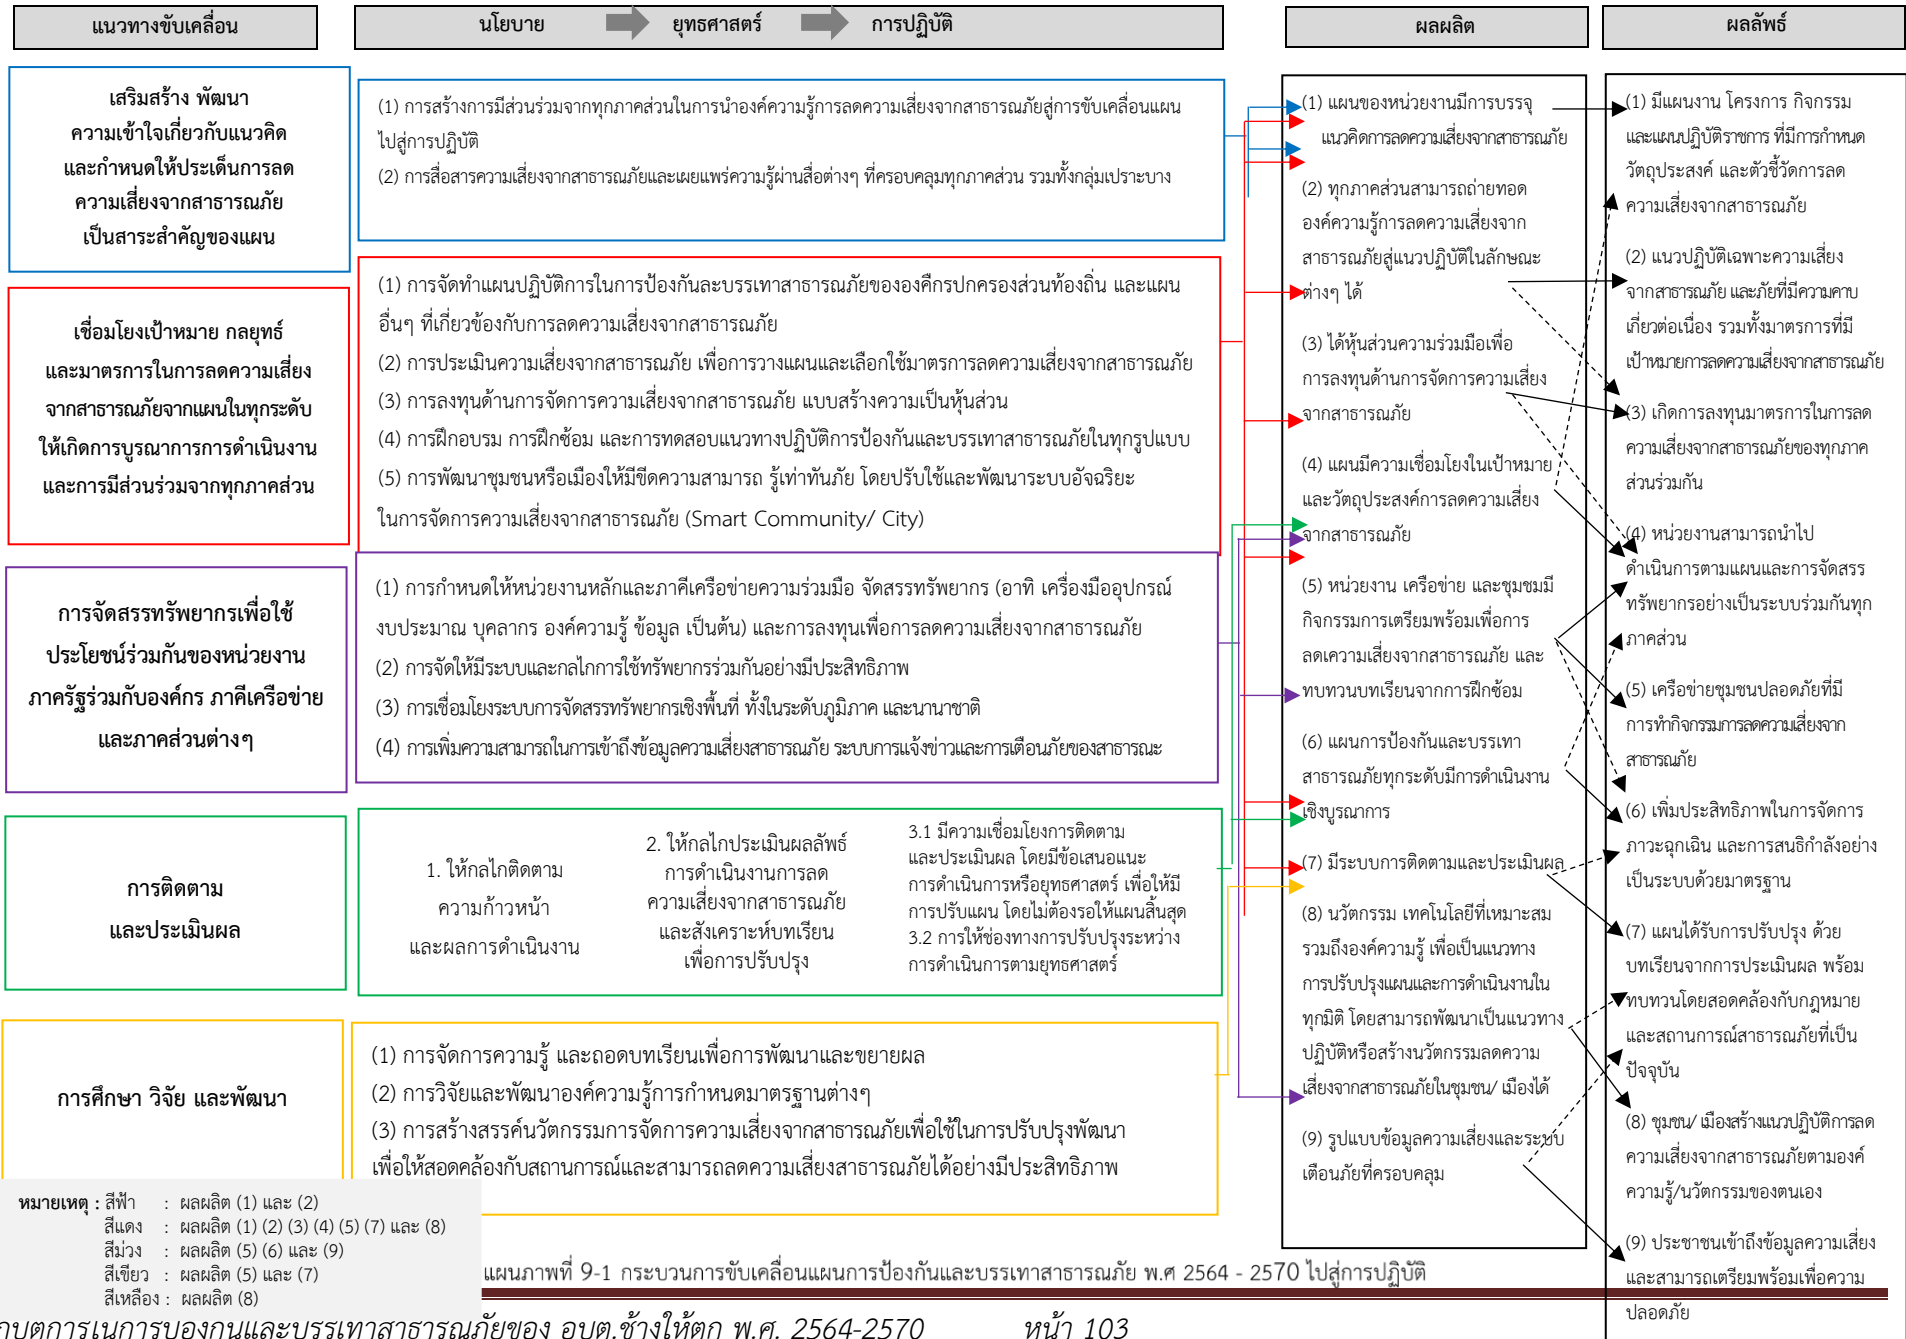 แนวทางขับเคลื่อน
นโยบาย ยุทธศาสตร์ การปฏิบัติ
ผลผลิต
ผลลัพธ์
เสริมสร้าง พัฒนา
ความเข้าใจเกี่ยวกับแนวคิด
และกำหนดให้ประเด็นการลด
ความเสี่ยงจากสาธารณภัย
เป็นสาระสำคัญของแผน
(1) การสร้างการมีส่วนร่วมจากทุกภาคส่วนในการนำองค์ความรู้การลดความเสี่ยงจากสาธารณภัยสู่การขับเคลื่อนแผน
ไปสู่การปฏิบัติ
(2) การสื่อสารความเสี่ยงจากสาธารณภัยและเผยแพร่ความรู้ผ่านสื่อต่างๆ ที่ครอบคลุมทุกภาคส่วน รวมทั้งกลุ่มเปราะบาง
เชื่อมโยงเป้าหมาย กลยุทธ์
และมาตรการในการลดความเสี่ยง
จากสาธารณภัยจากแผนในทุกระดับ
ให้เกิดการบูรณาการการดำเนินงาน
และการมีส่วนร่วมจากทุกภาคส่วน
(1) การจัดทำแผนปฏิบัติการในการป้องกันละบรรเทาสาธารณภัยขององค์กรปกครองส่วนท้องถิ่น และแผน
อื่นๆ ที่เกี่ยวข้องกับการลดความเสี่ยงจากสาธารณภัย
(2) การประเมินความเสี่ยงจากสาธารณภัย เพื่อการวางแผนและเลือกใช้มาตรการลดความเสี่ยงจากสาธารณภัย
(3) การลงทุนด้านการจัดการความเสี่ยงจากสาธารณภัย แบบสร้างความเป็นหุ้นส่วน
(4) การฝึกอบรม การฝึกซ้อม และการทดสอบแนวทางปฏิบัติการป้องกันและบรรเทาสาธารณภัยในทุกรูปแบบ
(5) การพัฒนาชุมชนหรือเมืองให้มีขีดความสามารถ รู้เท่าทันภัย โดยปรับใช้และพัฒนาระบบอัจฉริยะ
ในการจัดการความเสี่ยงจากสาธารณภัย (Smart Community/ City)
การจัดสรรทรัพยากรเพื่อใช้
ประโยชน์ร่วมกันของหน่วยงาน
ภาครัฐร่วมกับองค์กร ภาคีเครือข่าย
และภาคส่วนต่างๆ
(1) การกำหนดให้หน่วยงานหลักและภาคีเครือข่ายความร่วมมือ จัดสรรทรัพยากร (อาทิ เครื่องมืออุปกรณ์
งบประมาณ บุคลากร องค์ความรู้ ข้อมูล เป็นต้น) และการลงทุนเพื่อการลดความเสี่ยงจากสาธารณภัย
(2) การจัดให้มีระบบและกลไกการใช้ทรัพยากรร่วมกันอย่างมีประสิทธิภาพ
(3) การเชื่อมโยงระบบการจัดสรรทรัพยากรเชิงพื้นที่ ทั้งในระดับภูมิภาค และนานาชาติ
(4) การเพิ่มความสามารถในการเข้าถึงข้อมูลความเสี่ยงสาธารณภัย ระบบการแจ้งข่าวและการเตือนภัยของสาธารณะ
การติดตาม
และประเมินผล
1. ให้กลไกติดตาม
ความก้าวหน้า
และผลการดำเนินงาน
2. ให้กลไกประเมินผลลัพธ์
การดำเนินงานการลด
ความเสี่ยงจากสาธารณภัย
และสังเคราะห์บทเรียน
เพื่อการปรับปรุง
3.1 มีความเชื่อมโยงการติดตาม
และประเมินผล โดยมีข้อเสนอแนะ
การดำเนินการหรือยุทธศาสตร์ เพื่อให้มี
การปรับแผน โดยไม่ต้องรอให้แผนสิ้นสุด
3.2 การให้ช่องทางการปรับปรุงระหว่าง
การดำเนินการตามยุทธศาสตร์
การศึกษา วิจัย และพัฒนา
(1) การจัดการความรู้ และถอดบทเรียนเพื่อการพัฒนาและขยายผล
(2) การวิจัยและพัฒนาองค์ความรู้การกำหนดมาตรฐานต่างๆ
(3) การสร้างสรรค์นวัตกรรมการจัดการความเสี่ยงจากสาธารณภัยเพื่อใช้ในการปรับปรุงพัฒนา
เพื่อให้สอดคล้องกับสถานการณ์และสามารถลดความเสี่ยงสาธารณภัยได้อย่างมีประสิทธิภาพ
(1) แผนของหน่วยงานมีการบรรจุ
แนวคิดการลดความเสี่ยงจากสาธารณภัย
(2) ทุกภาคส่วนสามารถถ่ายทอด
องค์ความรู้การลดความเสี่ยงจาก
สาธารณภัยสู่แนวปฏิบัติในลักษณะ
ต่างๆ ได้
(3) ได้หุ้นส่วนความร่วมมือเพื่อ
การลงทุนด้านการจัดการความเสี่ยง
จากสาธารณภัย
(4) แผนมีความเชื่อมโยงในเป้าหมาย
และวัตถุประสงค์การลดความเสี่ยง
จากสาธารณภัย
(5) หน่วยงาน เครือข่าย และชุมชมมี
กิจกรรมการเตรียมพร้อมเพื่อการ
ลดเความเสี่ยงจากสาธารณภัย และ
ทบทวนบทเรียนจากการฝึกซ้อม
(6) แผนการป้องกันและบรรเทา
สาธารณภัยทุกระดับมีการดำเนินงาน
เชิงบูรณาการ
(7) มีระบบการติดตามและประเมินผล
(8) นวัตกรรม เทคโนโลยีที่เหมาะสม
รวมถึงองค์ความรู้ เพื่อเป็นแนวทาง
การปรับปรุงแผนและการดำเนินงานใน
ทุกมิติ โดยสามารถพัฒนาเป็นแนวทาง
ปฏิบัติหรือสร้างนวัตกรรมลดความ
เสี่ยงจากสาธารณภัยในชุมชน/ เมืองได้
(9) รูปแบบข้อมูลความเสี่ยงและระบบ
เตือนภัยที่ครอบคลุม
(1) มีแผนงาน โครงการ กิจกรรม
และแผนปฏิบัติราชการ ที่มีการกำหนด
วัตถุประสงค์ และตัวชี้วัดการลด
ความเสี่ยงจากสาธารณภัย
(2) แนวปฏิบัติเฉพาะความเสี่ยง
จากสาธารณภัย และภัยที่มีความคาบ
เกี่ยวต่อเนื่อง รวมทั้งมาตรการที่มี
เป้าหมายการลดความเสี่ยงจากสาธารณภัย
(3) เกิดการลงทุนมาตรการในการลด
ความเสี่ยงจากสาธารณภัยของทุกภาค
ส่วนร่วมกัน
(4) หน่วยงานสามารถนำไป
ดำเนินการตามแผนและการจัดสรร
ทรัพยากรอย่างเป็นระบบร่วมกันทุก
ภาคส่วน
(5) เครือข่ายชุมชนปลอดภัยที่มี
การทำกิจกรรมการลดความเสี่ยงจาก
สาธารณภัย
(6) เพิ่มประสิทธิภาพในการจัดการ
ภาวะฉุกเฉิน และการสนธิกำลังอย่าง
เป็นระบบด้วยมาตรฐาน
(7) แผนได้รับการปรับปรุง ด้วย
บทเรียนจากการประเมินผล พร้อม
ทบทวนโดยสอดคล้องกับกฎหมาย
และสถานการณ์สาธารณภัยที่เป็น
ปัจจุบัน
(8) ชุมชน/ เมืองสร้างแนวปฏิบัติการลด
ความเสี่ยงจากสาธารณภัยตามองค์
ความรู้/นวัตกรรมของตนเอง
(9) ประชาชนเข้าถึงข้อมูลความเสี่ยง
และสามารถเตรียมพร้อมเพื่อความ
ปลอดภัย
หมายเหตุ : สีฟ้า : ผลผลิต (1) และ (2)
สีแดง : ผลผลิต (1) (2) (3) (4) (5) (7) และ (8)
สีม่วง : ผลผลิต (5) (6) และ (9)
สีเขียว : ผลผลิต (5) และ (7)
สีเหลือง : ผลผลิต (8)
แผนภาพที่ 9-1 กระบวนการขับเคลื่อนแผนการป้องกันและบรรเทาสาธารณภัย พ.ศ 2564 - 2570 ไปสู่การปฏิบัติ
การในการป้องกันและบรรเทาสาธารณภัยของ อบต.ช้างให้ตก พ.ศ. 2564-2570 หน้า 103